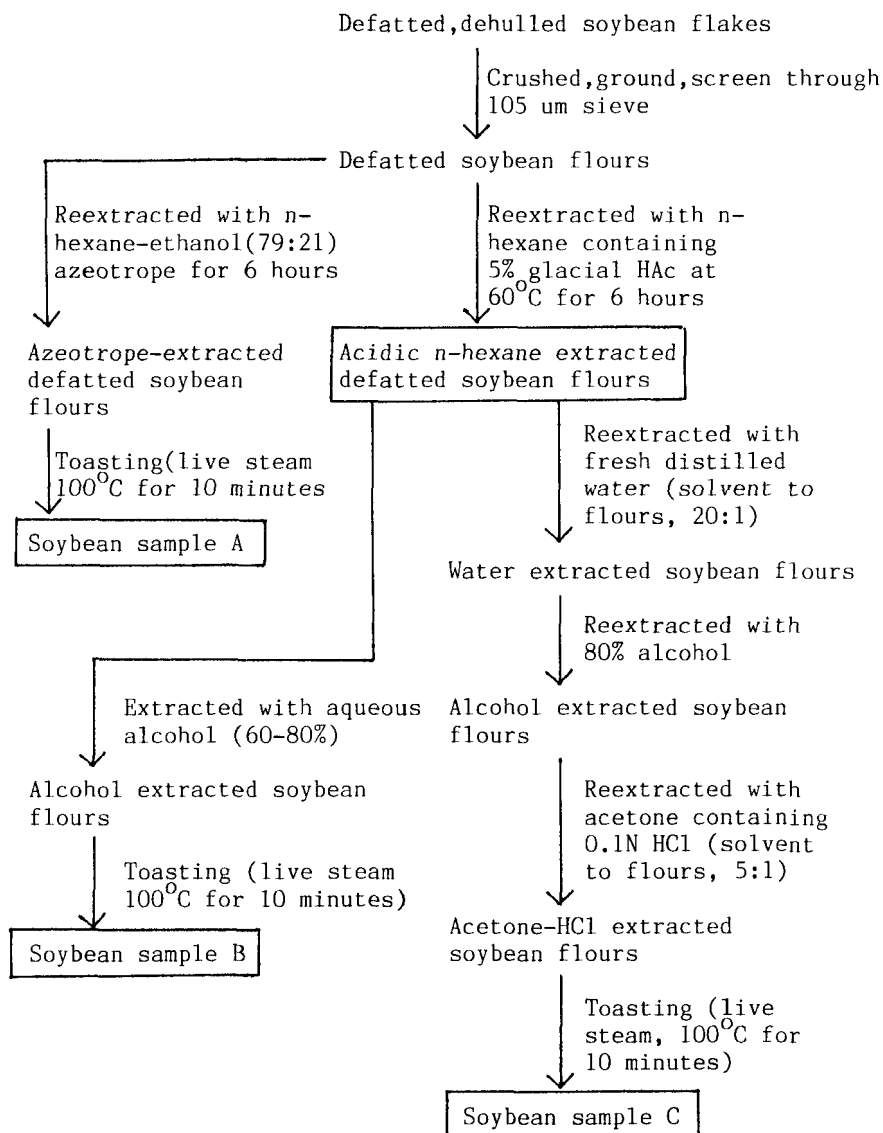 Defatted,dehulled soybean flakes
Crushed,ground,screen through
105 um sieve
Defatted soybean flours
Reextracted with n-
hexane-ethanol(79:21)
azeotrope for 6 hours
Reextracted with n-
hexane containing
5% glacial HAc at
60°C for 6 hours
Azeotrope-extracted
defatted soybean
flours
Acidic n-hexane extracted
defatted soybean flours
Toasting(live steam
100°C for 10 minutes
Soybean sample A
Reextracted with
fresh distilled
water (solvent to
flours, 20:1)
Water extracted soybean flours
Reextracted with
80% alcohol
Extracted with aqueous
alcohol (60-80%)
Alcohol extracted soybean
flours
Alcohol extracted soybean
flours
Toasting (live steam
100°C for 10 minutes)
Soybean sample B
Reextracted with
acetone containing
0.1N HCl (solvent
to flours, 5:1)
Acetone-HCl extracted
soybean flours
Toasting (live
steam, 100°C for
10 minutes)
Soybean sample C